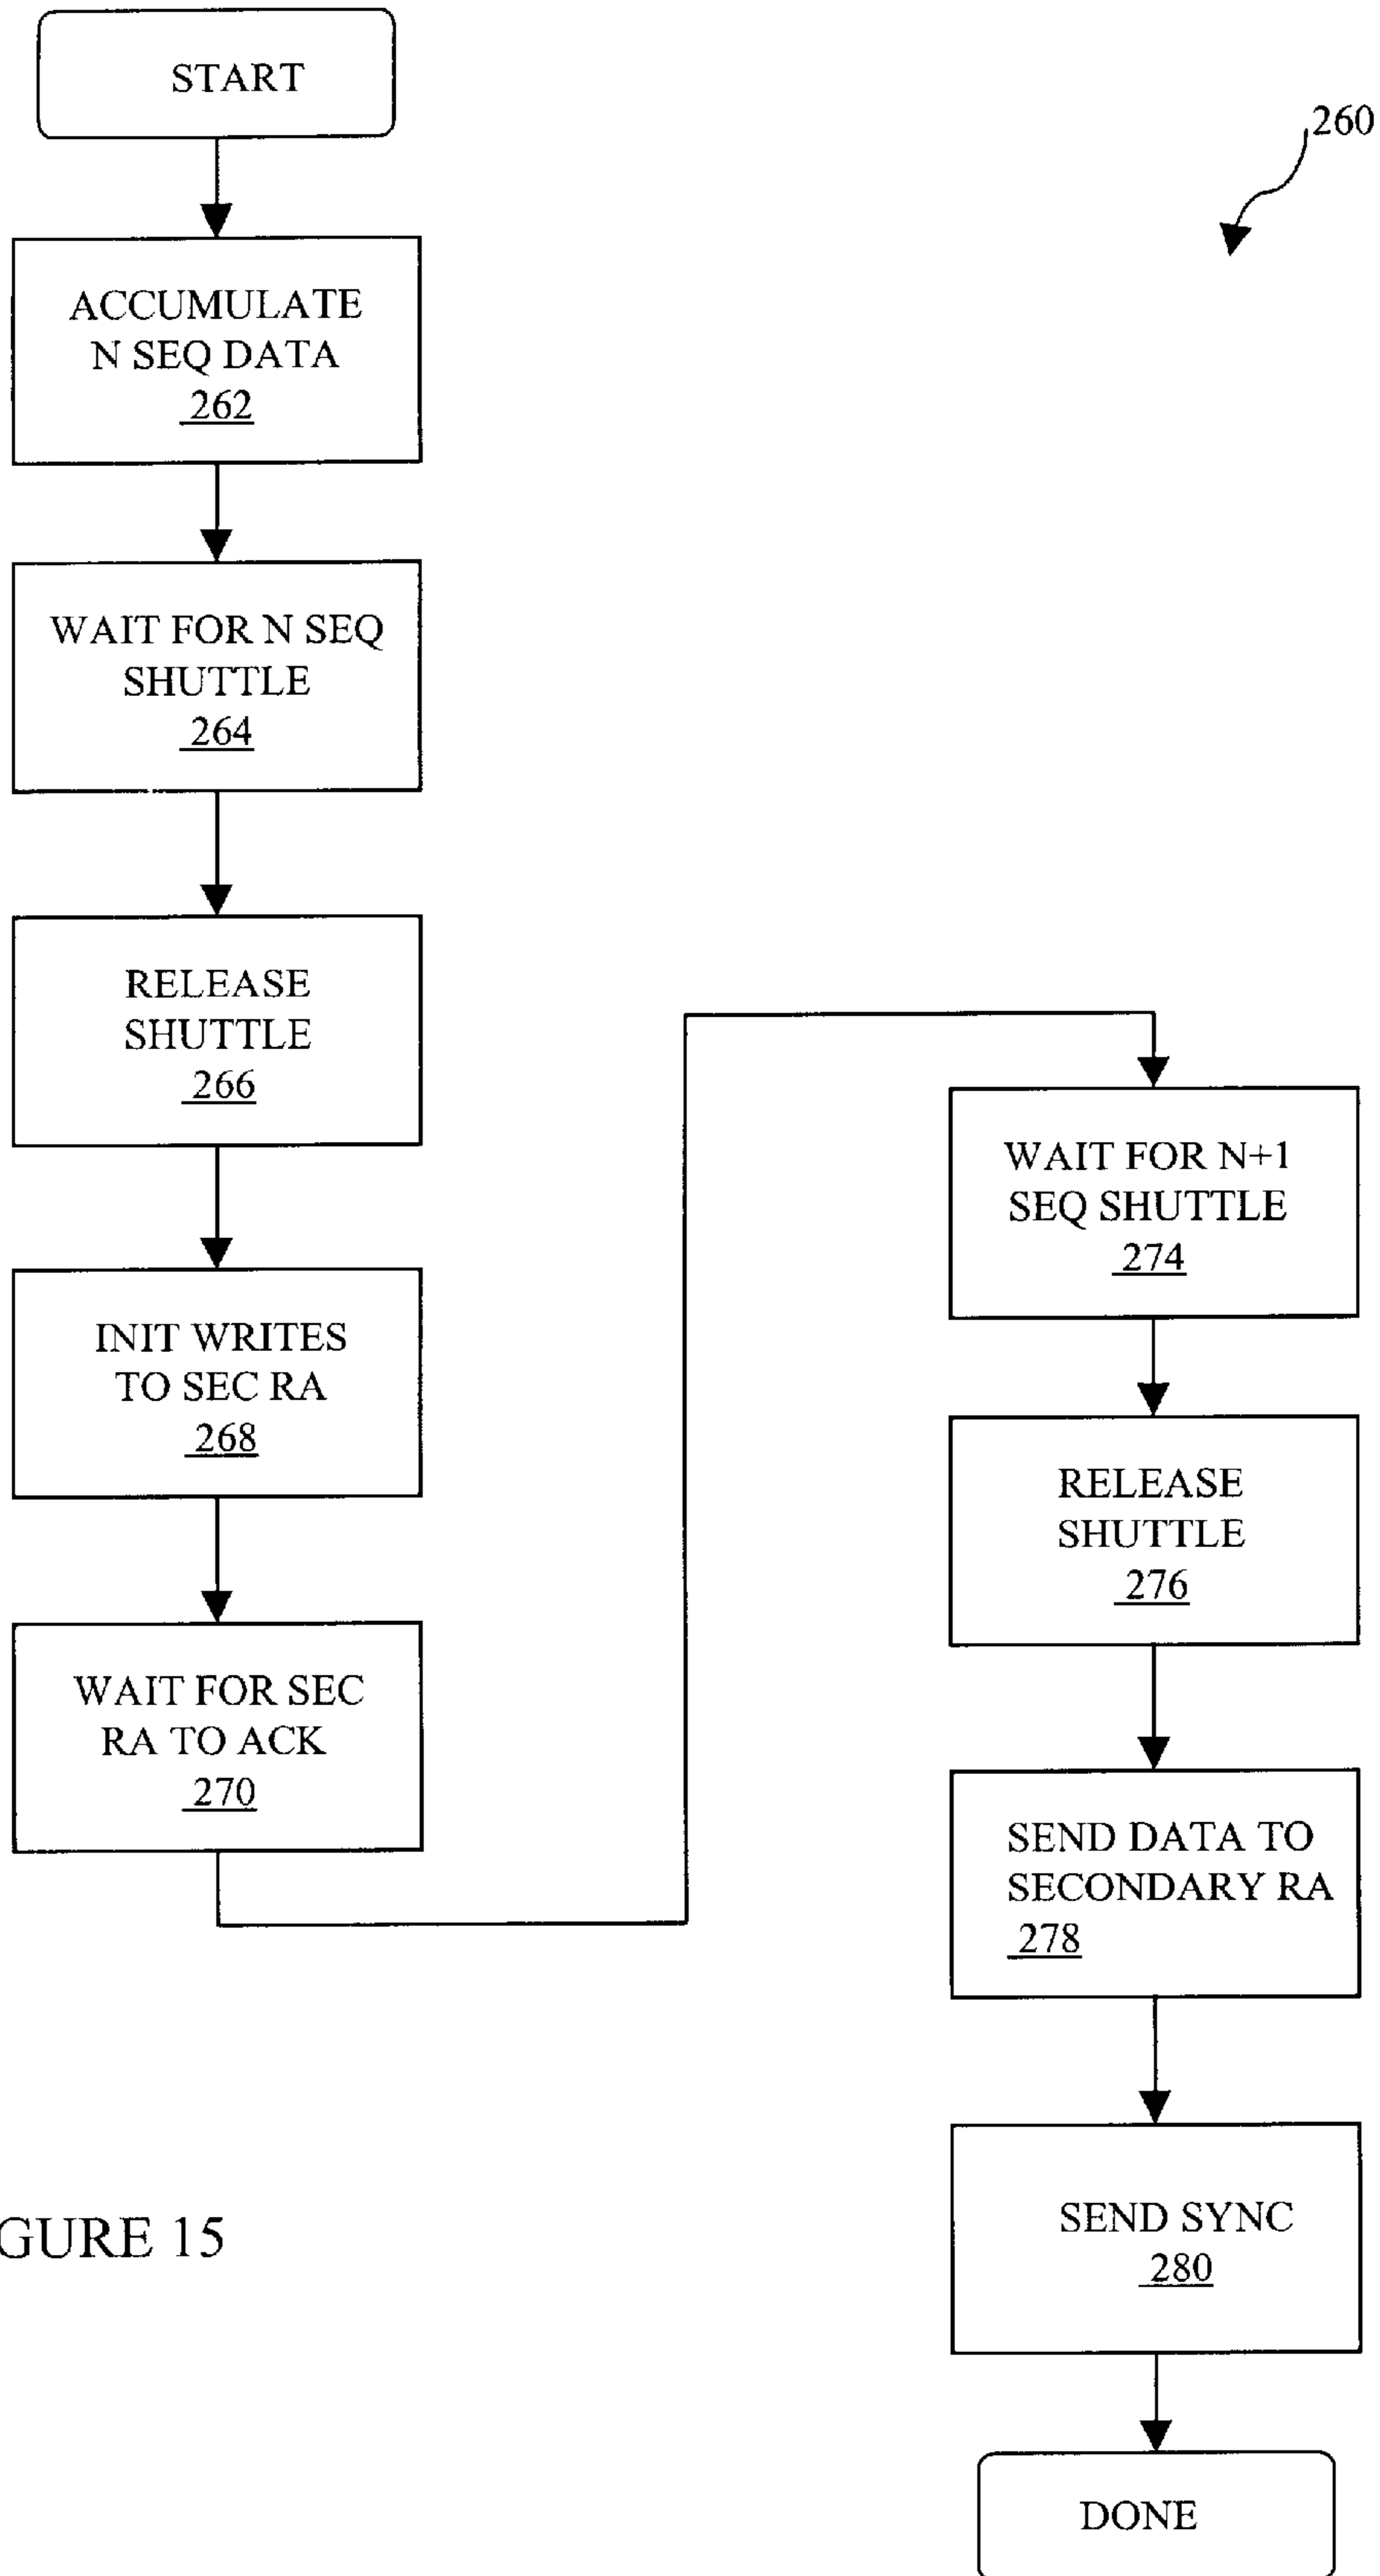 START
260
ACCUMULATE
N SEQ DATA
262
WAIT FOR N SEQ
SHUTTLE
264
RELEASE
SHUTTLE
266
INIT WRITES
TO SEC RA
268
WAIT FOR SEC
RA TO ACK
270
WAIT FOR N+1
SEQ SHUTTLE
274
RELEASE
SHUTTLE
276
SEND DATA TO
SECONDARY RA
278
SEND SYNC
280
DONE
GURE 15